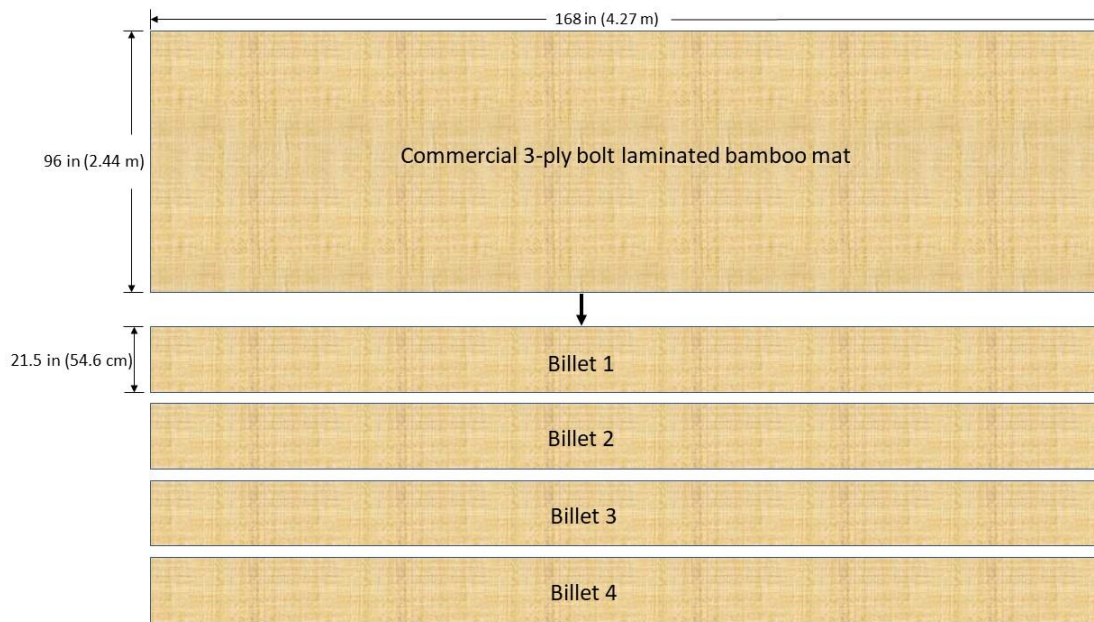 168 in (4.27 m)
96 in (2.44 m)
Commercial 3-ply bolt laminated bamboo mat
21.5 in (54.6 cm)
Billet 1
Billet 2
Billet 3
Billet 4